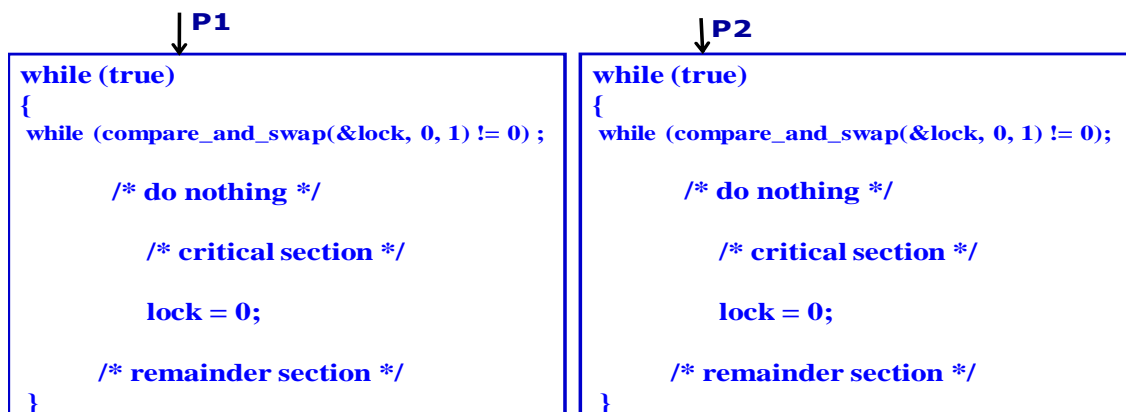 P1
while (true)
{
while (compare_and_swap(&lock, 0, 1) != 0) ;
/* do nothing */
/* critical section */
lock = 0;
/* remainder section */
}
P2
while (true)
{
while (compare_and_swap(&lock, 0, 1) != 0);
/* do nothing */
/* critical section */
lock = 0;
/* remainder section */
}